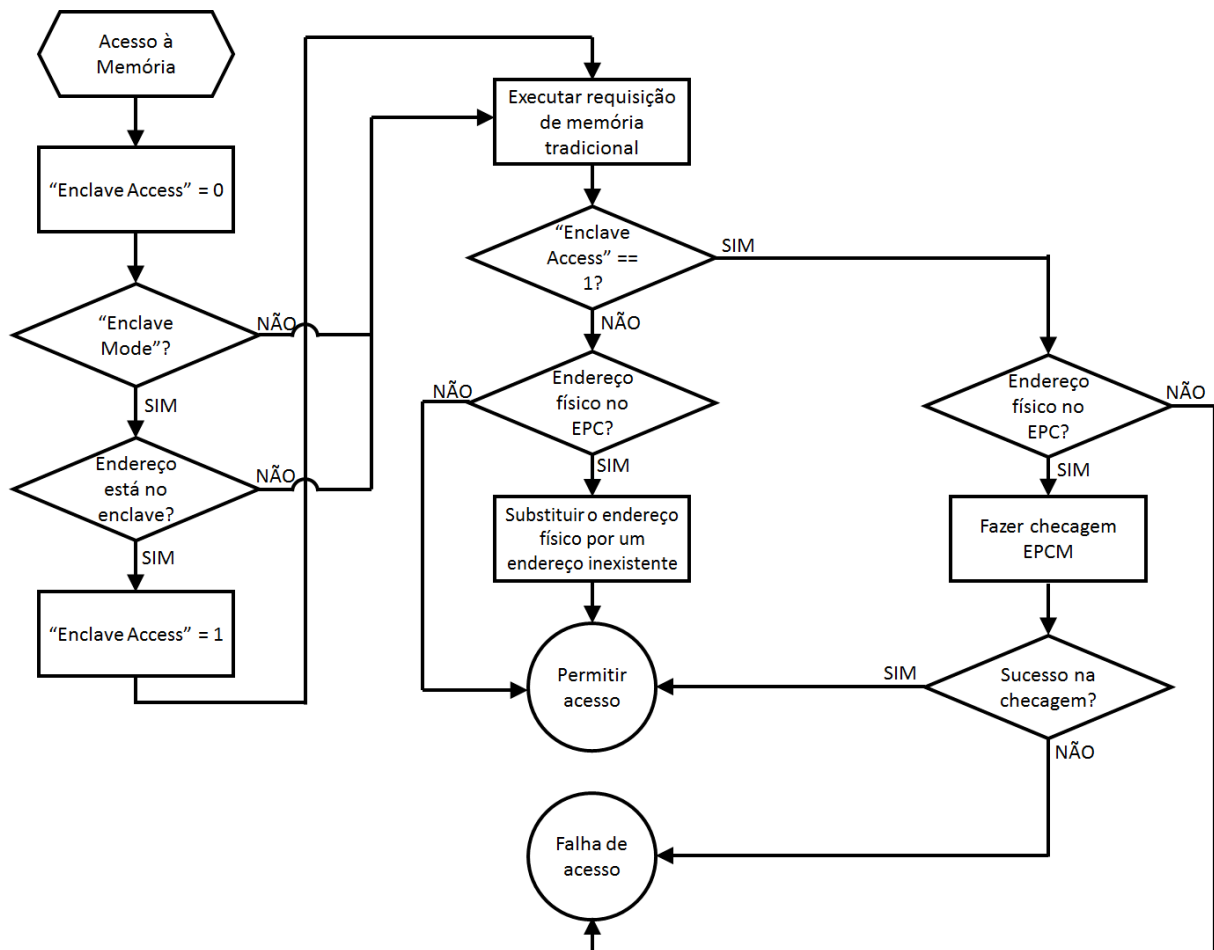 Acesso à
Memória
“Enclave Access” = 0
“Enclave
Mode”?
NÃO
SIM
Endereço
está no
enclave?
NÃO
SIM
“Enclave Access” = 1
Executar requisição
de memória
tradicional
“Enclave
Access” ==
1?
SIM
NÃO
Endereço
físico no
EPC?
NÃO
SIM
Substituir o endereço
físico por um
endereço inexistente
Permitir
acesso
Endereço
físico no
EPC?
NÃO
SIM
Fazer checagem
EPCM
Sucesso na
checagem?
SIM
NÃO
Falha de
acesso